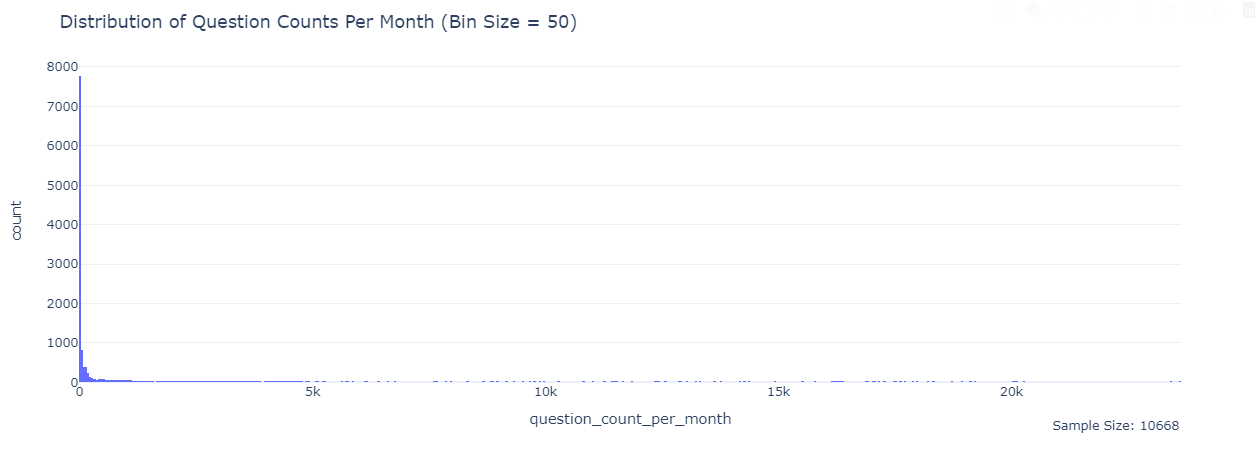 Distribution of Question Counts Per Month (Bin Size = 50)
8000
7000
6000
5000
4000
3000
2000
1000
0
count
0
5k
10k
15k
20k
question_count_per_month
Sample Size: 10668